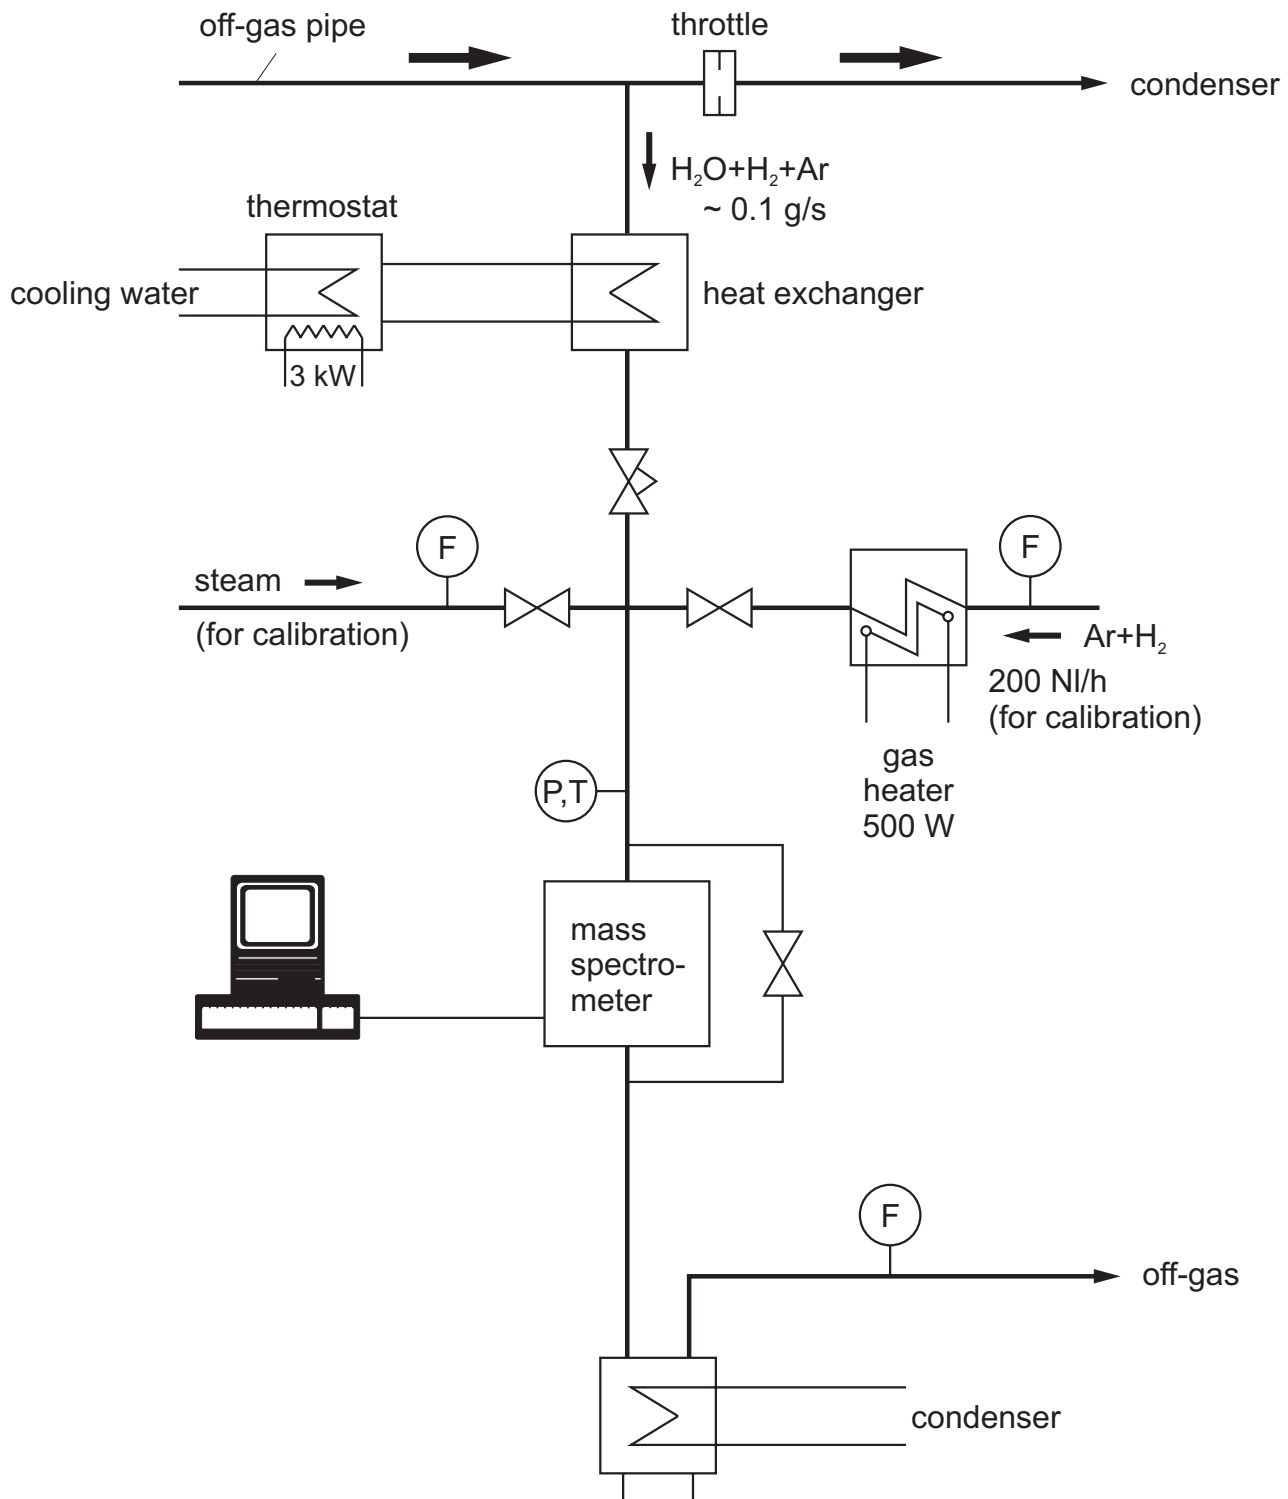 off-gas pipe
throttle
condenser
H₂O+H₂+Ar
~ 0.1 g/s
thermostat
cooling water
heat exchanger
3 kW
F
F
steam
(for calibration)
Ar+H₂
200 Nl/h
(for calibration)
gas
heater
500 W
P,T
mass
spectro-
meter
F
off-gas
condenser